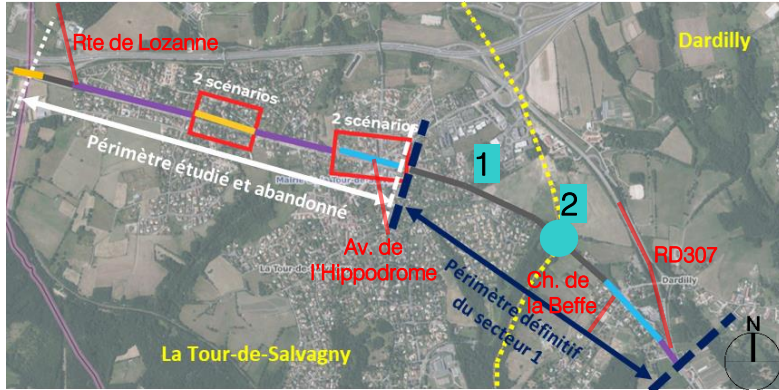 Rte de Lozanne
Dardilly
2 scénarios
2 scénarios
1
Périmètre étudié et abandonné
2
Av. de
l'Hippodrome
RD307
Ch. de
la Beffe
Dardilly
Périmètre définitif
du secteur 1
La Tour-de-Salvagny
N